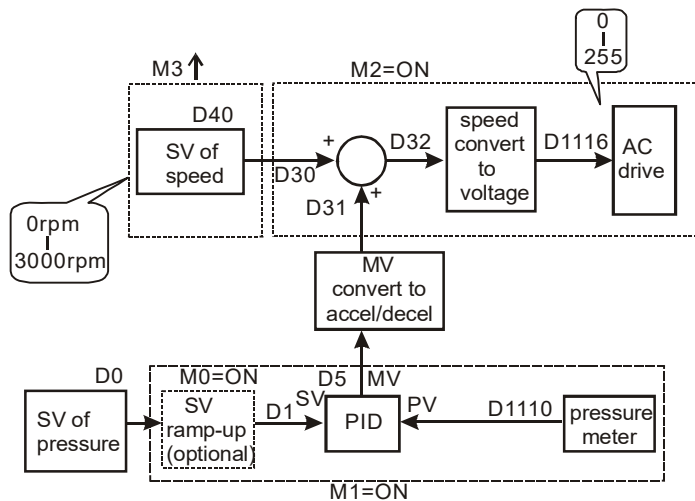 0
255
M3
M2=ON
D40
SV of
speed
+
D30
D32
speed
convert
to
voltage
D1116
AC
drive
+
D31
0rpm
3000rpm
MV
convert to
accel/decel
D0
M0=ON
D5
MV
SV of
pressure
SV
ramp-up
(optional)
D1
SV
PID
PV
D1110
pressure
meter
M1=ON